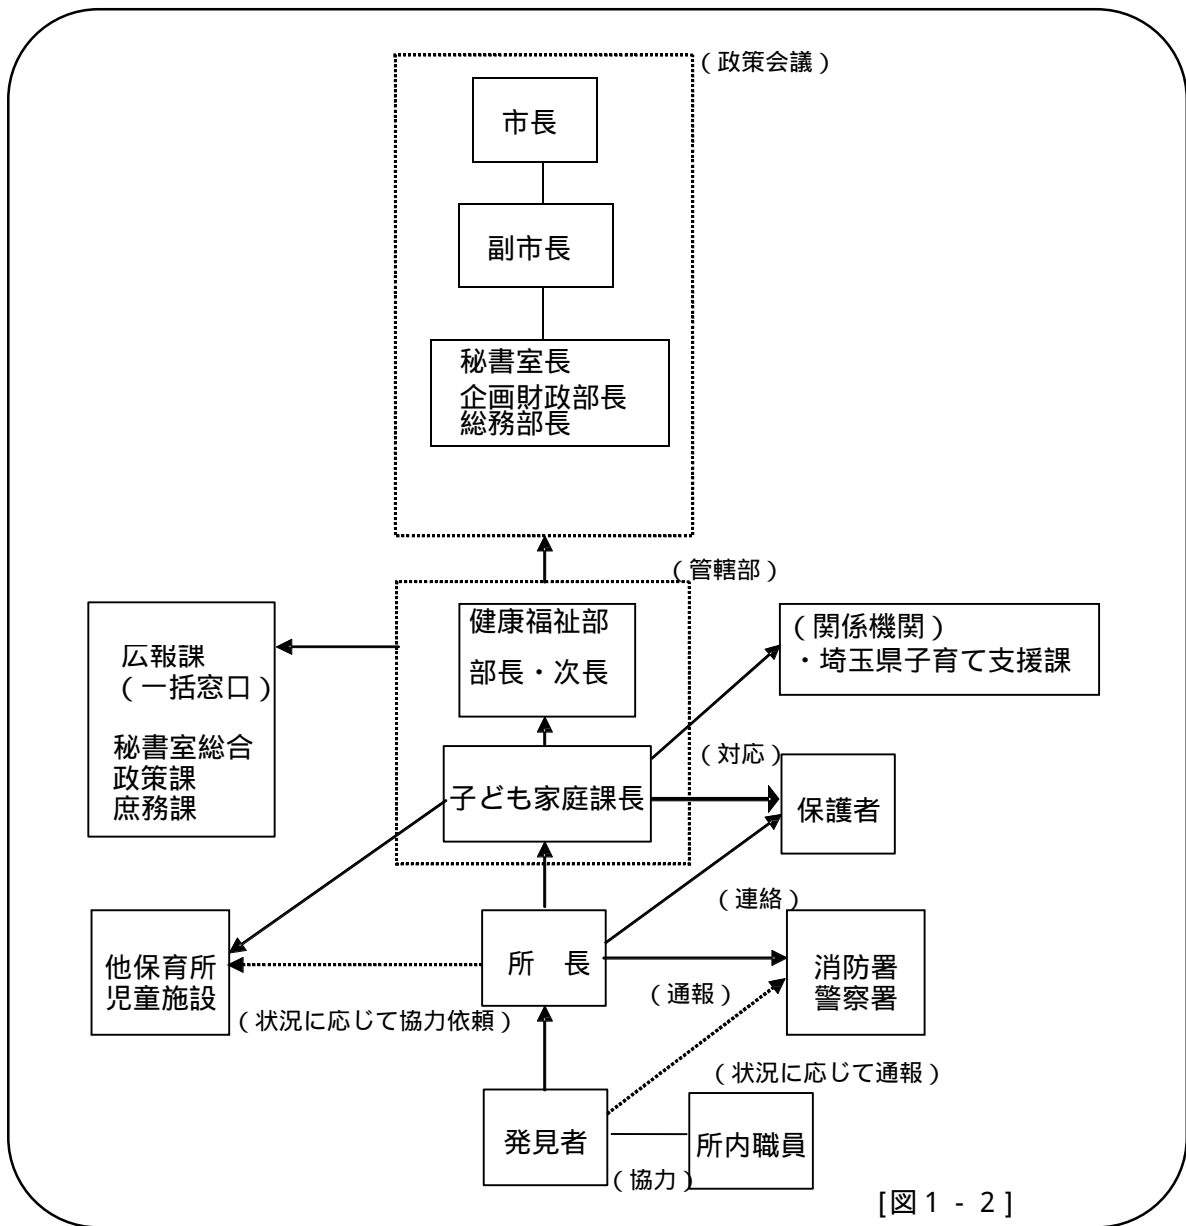 (政策会議)
市長
副市長
秘書室長
企画財政部長
総務部長
(管轄部)
健康福祉部
部長・次長
広報課
(一括窓口)
秘書室総合
政策課
庶務課
(関係機関)
・埼玉県子育て支援課
(対応)
子ども家庭課長
保護者
(連絡)
他保育所
児童施設
所　長
消防署
警察署
(通報)
(状況に応じて協力依頼)
(状況に応じて通報)
発見者
所内職員
(協力)
[図1-2]